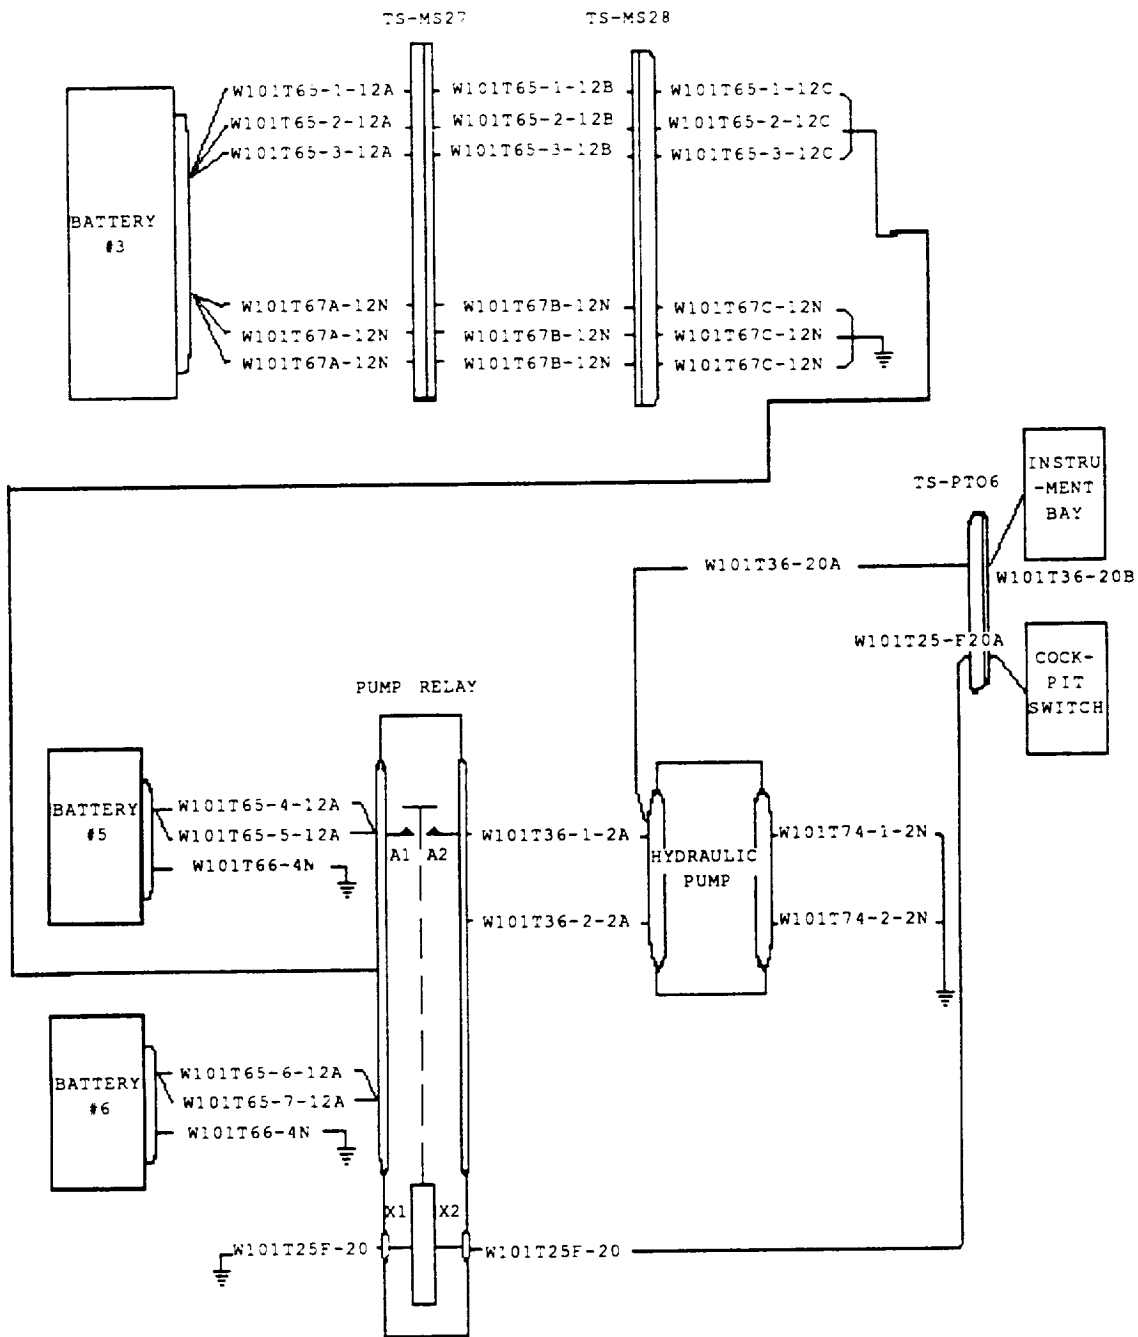 TS-MS27 TS-MS28
W101T65-1-12A W101T65-1-12B W101T65-1-12C
W101T65-2-12A W101T65-2-12B W101T65-2-12C
W101T65-3-12A W101T65-3-12B W101T65-3-12C
BATTERY
#3
W101T67A-12N W101T67B-12N W101T67C-12N
W101T67A-12N W101T67B-12N W101T67C-12N
W101T67A-12N W101T67B-12N W101T67C-12N
TS-PTO6
INSTRU
-MENT
BAY
W101T36-20A
W101T36-20B
W101T25-F20A
COCK-
PIT
SWITCH
PUMP RELAY
BATTERY
#5
W101T65-4-12A
W101T65-5-12A
W101T66-4N
A1 A2
W101T36-1-2A
W101T36-2-2A
HYDRAULIC
PUMP
W101T74-1-2N
W101T74-2-2N
BATTERY
#6
W101T65-6-12A
W101T65-7-12A
W101T66-4N
X1 X2
W101T25F-20 W101T25F-20